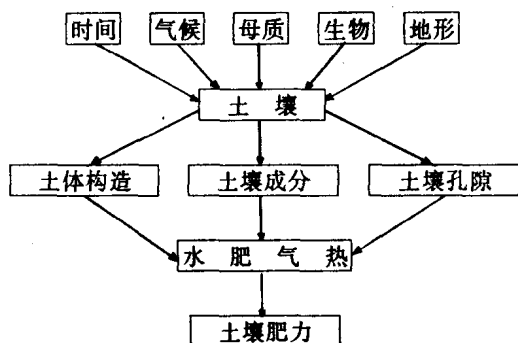 时间 气候 母质 生物 地形
土壤
土体构造 土壤成分 土壤孔隙
水肥气热
土壤肥力